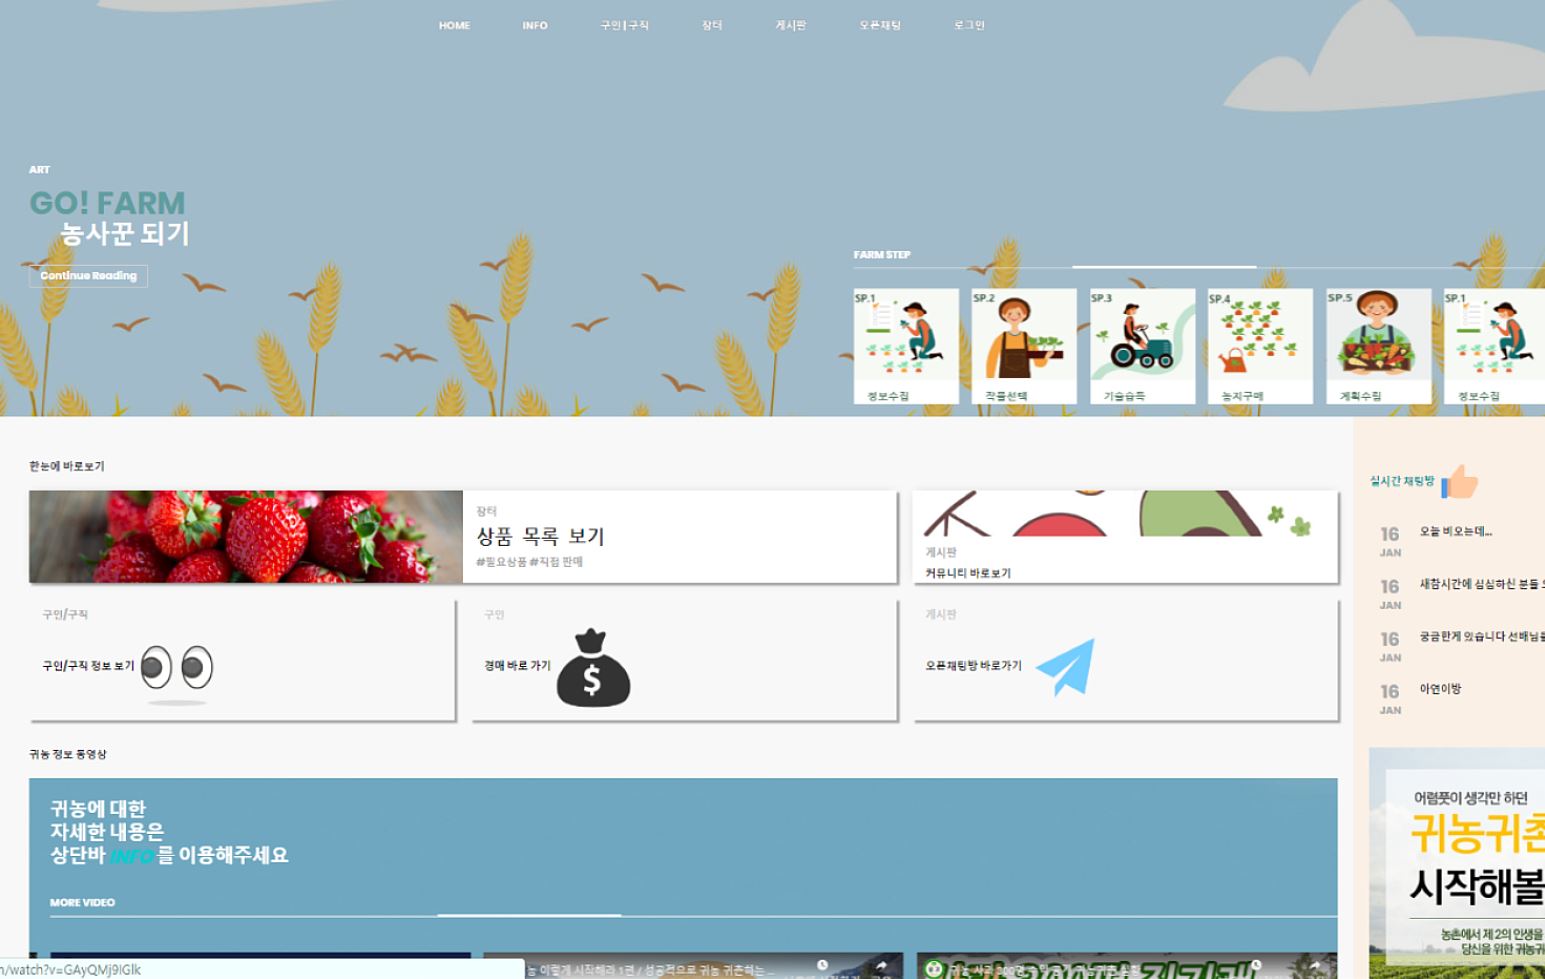 HOME INFO 구인|구직 장터 게시판 오픈채팅 로그인
ART
GO! FARM
농사꾼 되기
Continue Reading
FARM STEP
SP.1 SP.2 SP.3 SP.4 SP.5 SP.1
정보수집 작물선택 기술습득 농지구매 계획수립 정보수집
한눈에 바로보기
장터
상품 목록 보기
#필요상품 #직접 판매
게시판
커뮤니티 바로보기
구인/구직
구인/구직 정보 보기
구인
경매 바로 가기
$
게시판
오픈채팅방 바로가기
실시간 채팅방
16 JAN 오늘 비오는데...
16 JAN 새참시간에 심심하신 분들
16 JAN 궁금한게 있습니다 선배님
16 JAN 아연이방
귀농 정보 동영상
귀농에 대한
자세한 내용은
상단바 INFO 를 이용해주세요
MORE VIDEO
어렴풋이 생각만 하던
귀농귀촌
시작해볼
농촌에서 제 2의 인생을
당신을 위한 귀농귀
/watch?v=GAyQMj9IGlk
농 이렇게 시작해라 1편 / 성공적으로 귀농 귀촌하는...